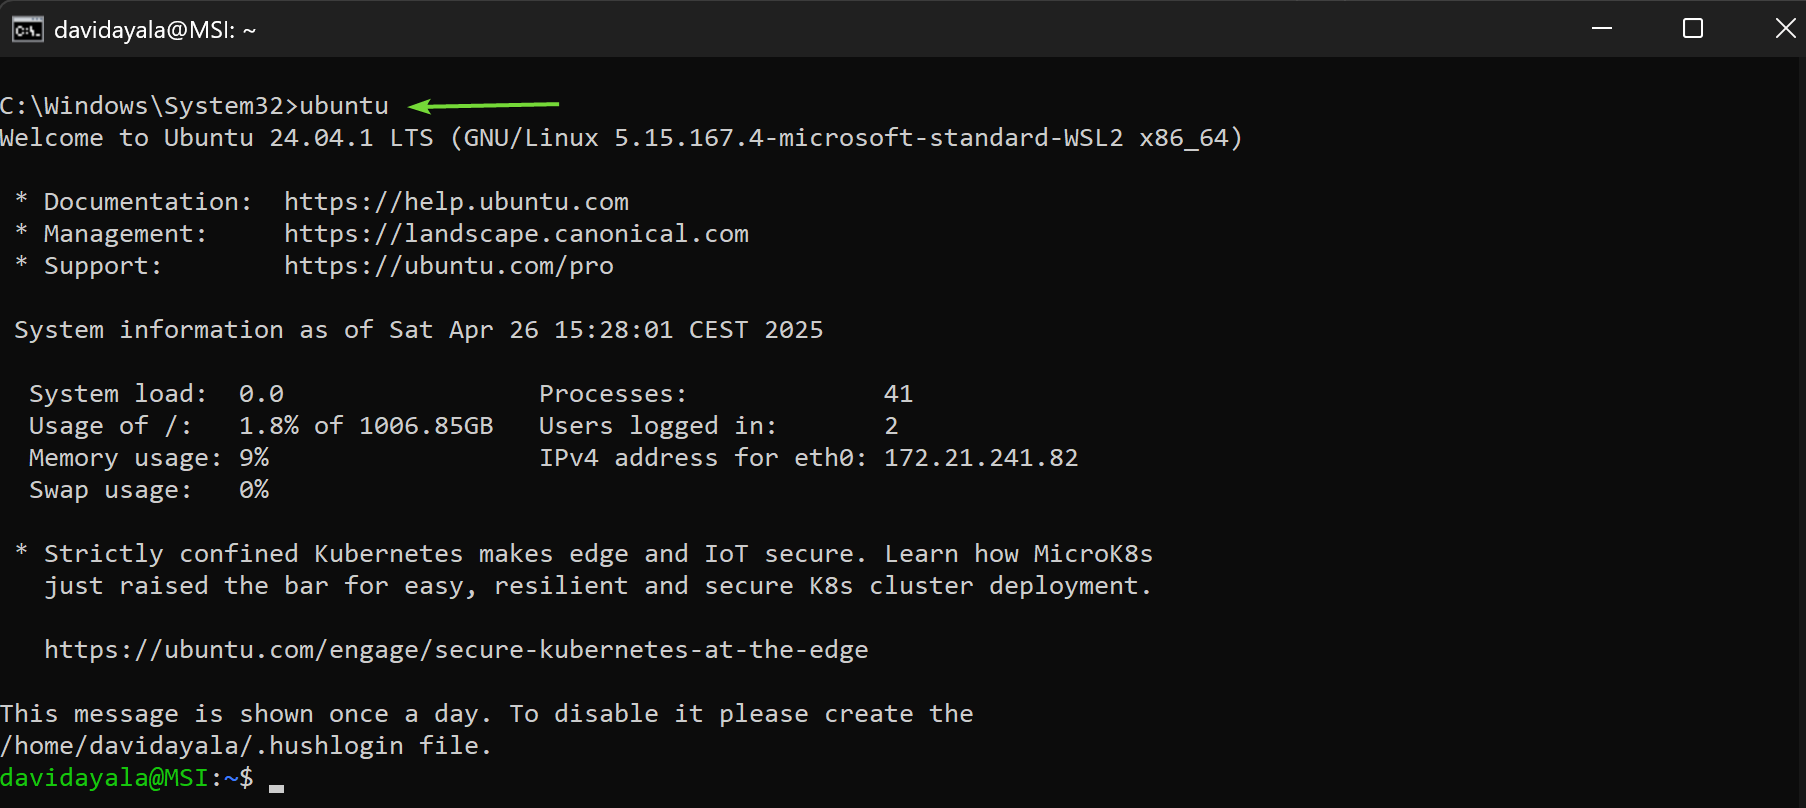 davidayala@MSI: ~
C:\Windows\System32>ubuntu
Welcome to Ubuntu 24.04.1 LTS (GNU/Linux 5.15.167.4-microsoft-standard-WSL2 x86_64)
* Documentation:  https://help.ubuntu.com
* Management:     https://landscape.canonical.com
* Support:        https://ubuntu.com/pro
System information as of Sat Apr 26 15:28:01 CEST 2025
System load:  0.0                 Processes:             41
Usage of /:   1.8% of 1006.85GB   Users logged in:       2
Memory usage: 9%                  IPv4 address for eth0: 172.21.241.82
Swap usage:   0%
* Strictly confined Kubernetes makes edge and IoT secure. Learn how MicroK8s
just raised the bar for easy, resilient and secure K8s cluster deployment.
https://ubuntu.com/engage/secure-kubernetes-at-the-edge
This message is shown once a day. To disable it please create the
/home/davidayala/.hushlogin file.
davidayala@MSI:~$